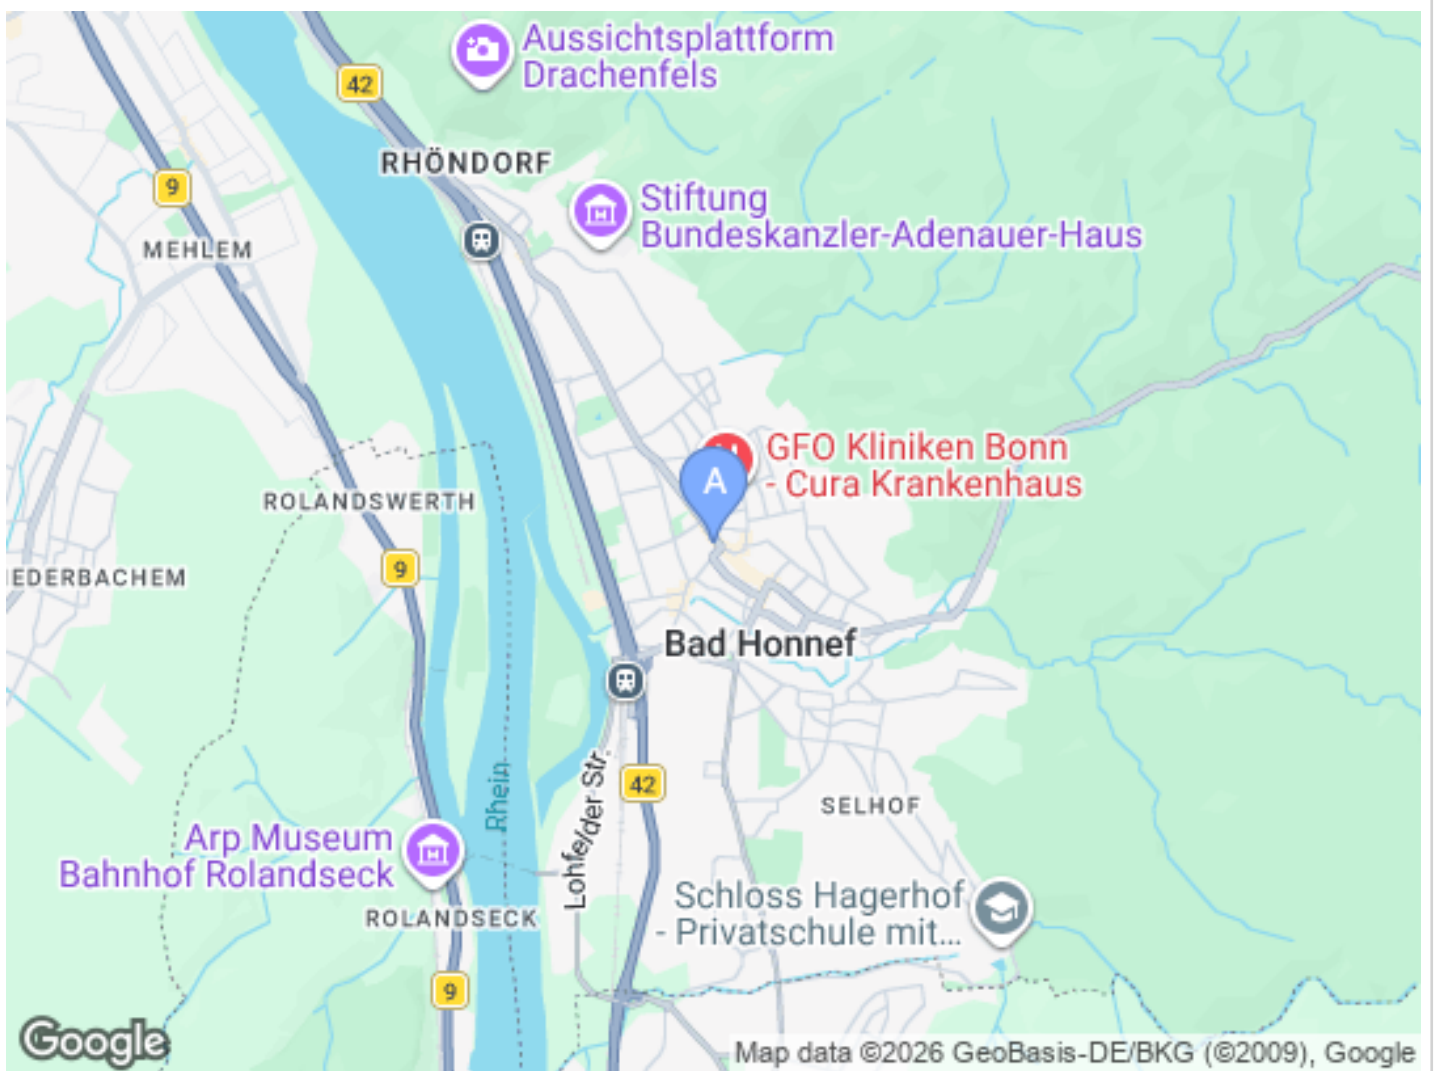 Aussichtsplattform
Drachenfels
42
RHÖNDORF
9
Stiftung
Bundeskanzler-Adenauer-Haus
MEHLEM
GFO Kliniken Bonn
- Cura Krankenhaus
A
ROLANDSWERTH
9
IEDERBACHEM
Bad Honnef
Rhein
Lohfelder Str.
42
SELHOF
Arp Museum
Bahnhof Rolandseck
Schloss Hagerhof
- Privatschule mit...
ROLANDSECK
9
Google
Map data ©2026 GeoBasis-DE/BKG (©2009), Google